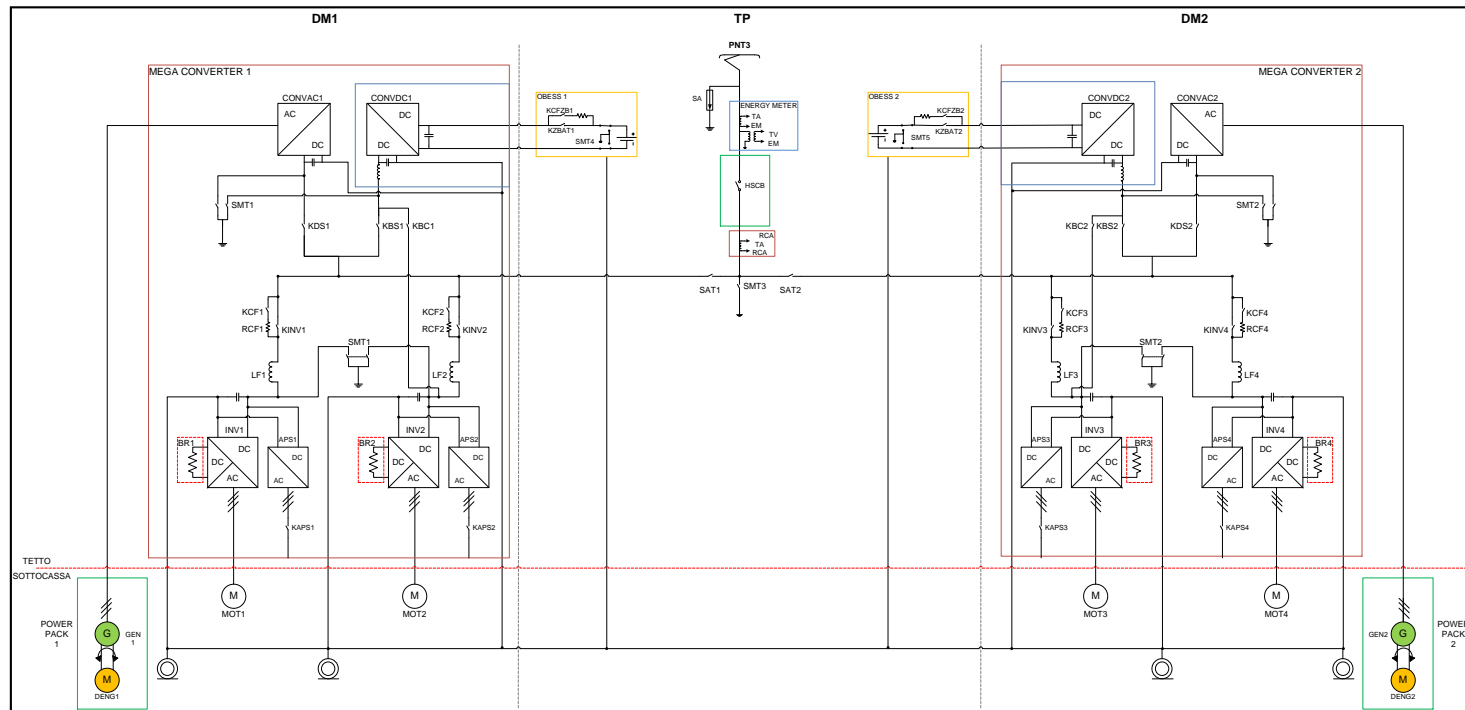 DM1
TP
DM2
PNT3
MEGA CONVERTER 1
MEGA CONVERTER 2
CONVAC1
CONVDC1
AC
DC
DC
DC
OBESS 1
KCFZB1
KZBAT1
SMT4
SA
ENERGY METER
TA
EM
TV
EM
HSCB
RCA
TA
RCA
OBESS 2
KCFZB2
KZBAT2
SMT5
CONVDC2
CONVAC2
DC
DC
AC
DC
SMT1
KDS1
KBS1
KBC1
KBC2
KBS2
KDS2
SMT2
SAT1
SMT3
SAT2
KCF1
RCF1
KINV1
KCF2
RCF2
KINV2
SMT1
LF1
LF2
KCF3
RCF3
KINV3
KCF4
RCF4
KINV4
SMT2
LF3
LF4
BR1
INV1
DC
DC
AC
APS1
DC
AC
BR2
INV2
DC
DC
AC
APS2
DC
AC
APS3
DC
AC
INV3
DC
DC
AC
BR3
APS4
DC
AC
INV4
DC
DC
AC
BR4
KAPS1
KAPS2
KAPS3
KAPS4
TETTO
SOTTOCASSA
M
MOT1
M
MOT2
M
MOT3
M
MOT4
POWER
PACK
1
G
GEN
1
M
DENG1
GEN2
G
M
DENG2
POWER
PACK
2